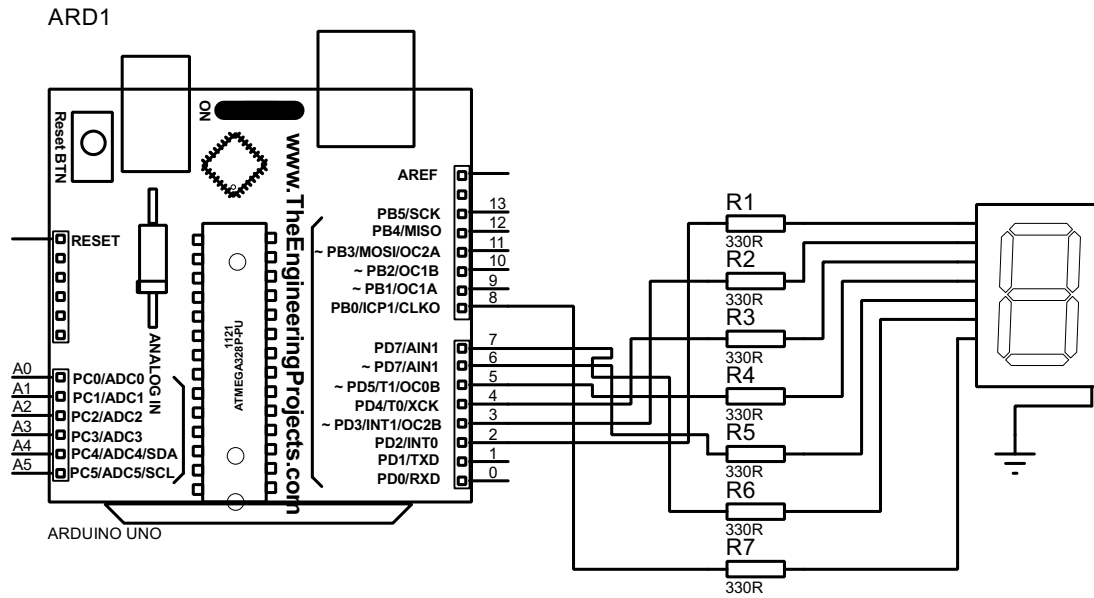 ARD1
ON
Reset BTN
www.TheEngineeringProjects.com
RESET
ANALOG IN
1121
ATMEGA328P-PU
A0 PC0/ADC0
A1 PC1/ADC1
A2 PC2/ADC2
A3 PC3/ADC3
A4 PC4/ADC4/SDA
A5 PC5/ADC5/SCL
AREF
PB5/SCK 13
PB4/MISO 12
~ PB3/MOSI/OC2A 11
~ PB2/OC1B 10
~ PB1/OC1A 9
PB0/ICP1/CLKO 8
PD7/AIN1 7
~ PD7/AIN1 6
~ PD5/T1/OC0B 5
PD4/T0/XCK 4
~ PD3/INT1/OC2B 3
PD2/INT0 2
PD1/TXD 1
PD0/RXD 0
ARDUINO UNO
R1
330R
R2
330R
R3
330R
R4
330R
R5
330R
R6
330R
R7
330R